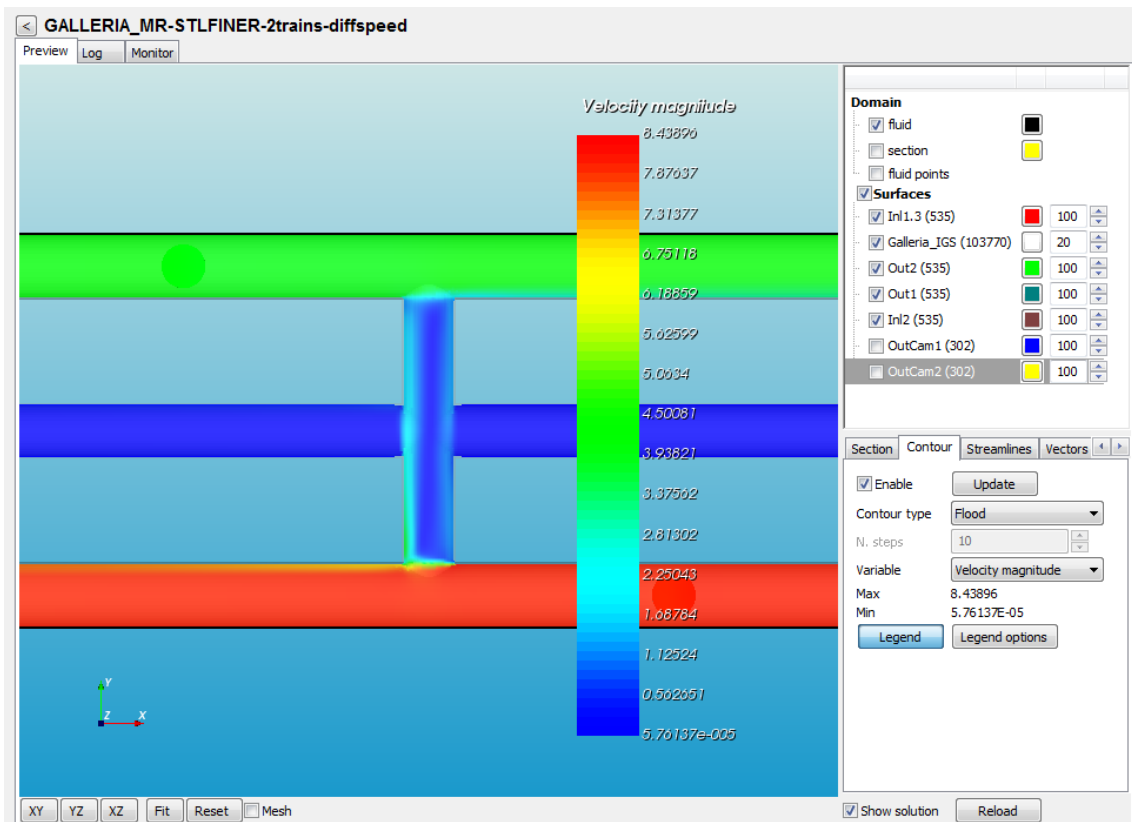 < GALLERIA_MR-STLFINER-2trains-diffspeed
Preview Log Monitor
Velocity magnitude
8.43896
7.87637
7.31377
6.75118
6.18859
5.62599
5.0634
4.50081
3.93821
3.37562
2.81302
2.25043
1.68784
1.12524
0.562651
5.76137e-005
Y
Z X
XY YZ XZ Fit Reset Mesh
Domain
fluid
section
fluid points
Surfaces
Inl1.3 (535) 100
Galleria_IGS (103770) 20
Out2 (535) 100
Out1 (535) 100
Inl2 (535) 100
OutCam1 (302) 100
OutCam2 (302) 100
Section Contour Streamlines Vectors
Enable Update
Contour type Flood
N. steps 10
Variable Velocity magnitude
Max 8.43896
Min 5.76137E-05
Legend Legend options
Show solution Reload